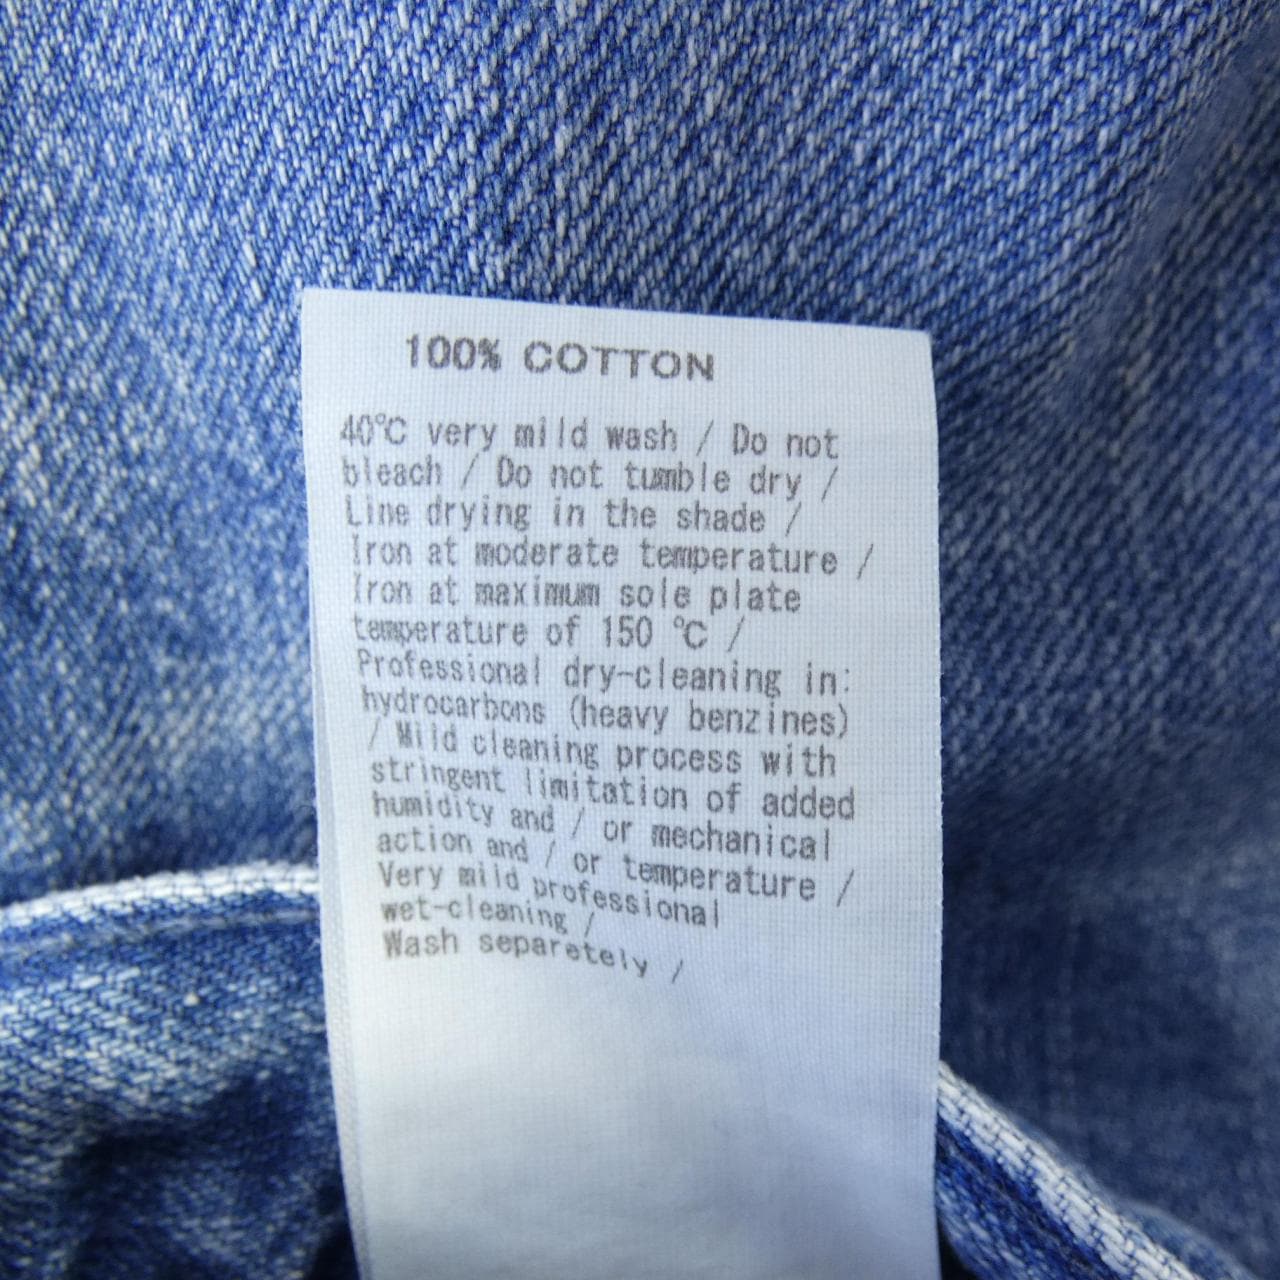 100% COTTON
40℃ very mild wash / Do not
bleach / Do not tumble dry /
Line drying in the shade /
Iron at moderate temperature /
Iron at maximum sole plate
temperature of 150 ℃ /
Professional dry-cleaning in:
hydrocarbons (heavy benzines)
/ Mild cleaning process with
stringent limitation of added
humidity and / or mechanical
action and / or temperature /
Very mild professional
wet-cleaning /
Wash separetely /